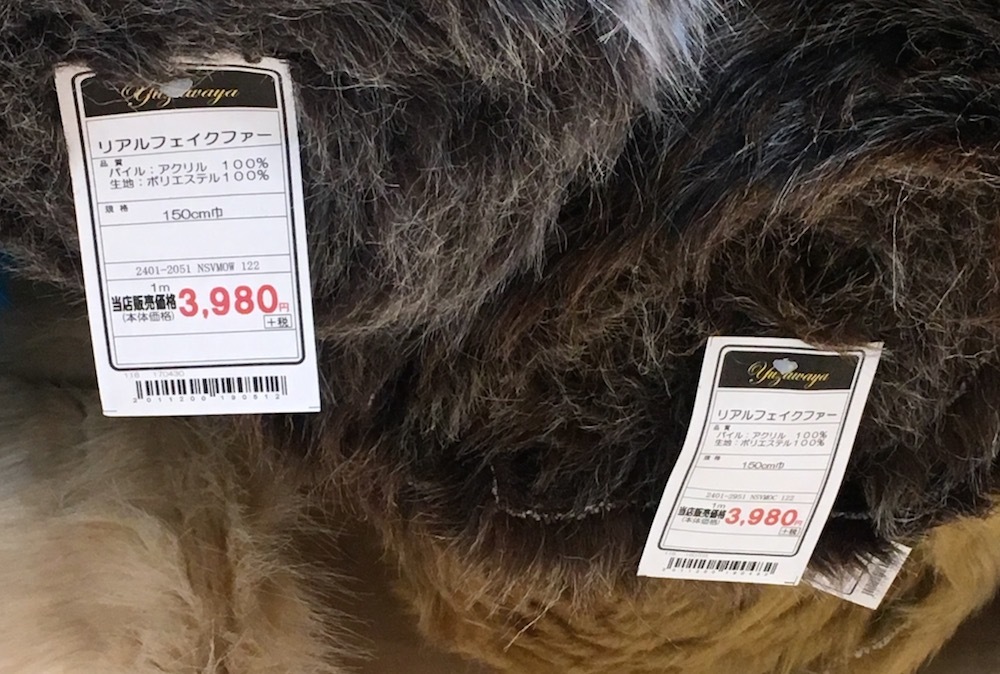 Yuzawaya
リアルフェイクファー
品質
パイル：アクリル　１００％
生地：ポリエステル１００％
規格
150cm巾
2401-2051 NSVMOW 122
1m
当店販売価格 3,980円
(本体価格)
+税
118 170430
2011200190812
Yuzawaya
リアルフェイクファー
品質
パイル：アクリル　１００％
生地：ポリエステル１００％
規格
150cm巾
2401-2051 NSVMOC 122
1m
当店販売価格 3,980円
(本体価格)
+税